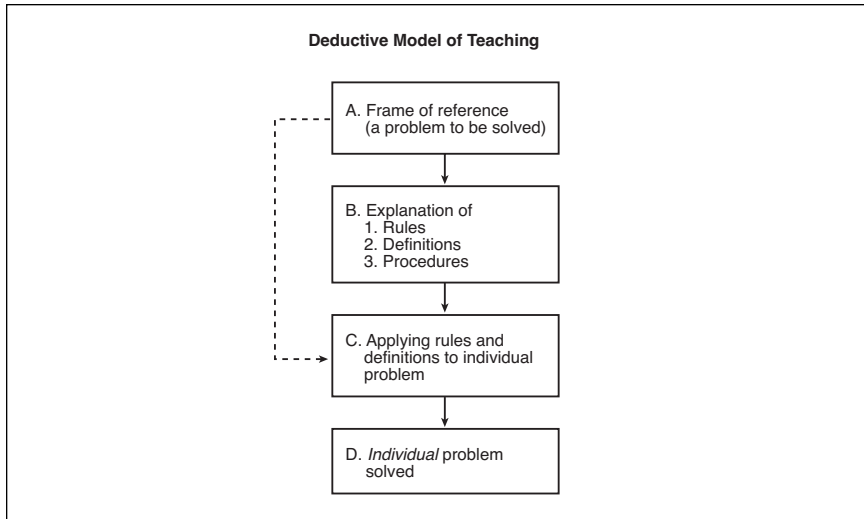 Deductive Model of Teaching
A. Frame of reference
(a problem to be solved)
B. Explanation of
1. Rules
2. Definitions
3. Procedures
C. Applying rules and
definitions to individual
problem
D. Individual problem
solved